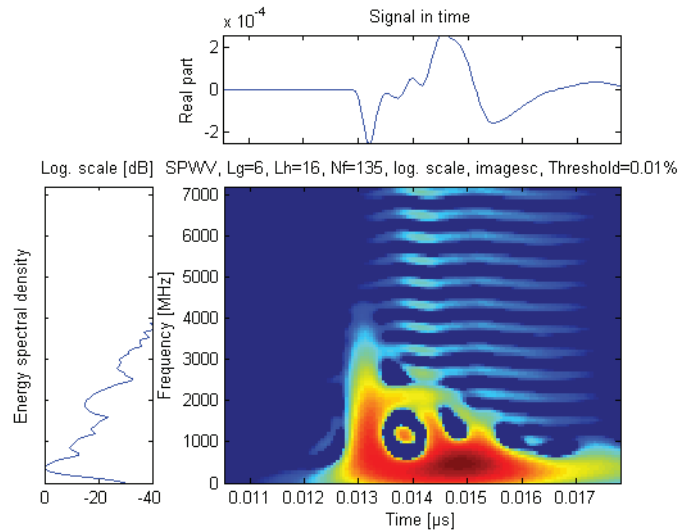 x 10⁻⁴
Signal in time
Real part
2
0
-2
Log. scale [dB]
SPWV, Lg=6, Lh=16, Nf=135, log. scale, imagesc, Threshold=0.01%
Energy spectral density
0
-20
-40
Frequency [MHz]
7000
6000
5000
4000
3000
2000
1000
0
0.011
0.012
0.013
0.014
0.015
0.016
0.017
Time [µs]